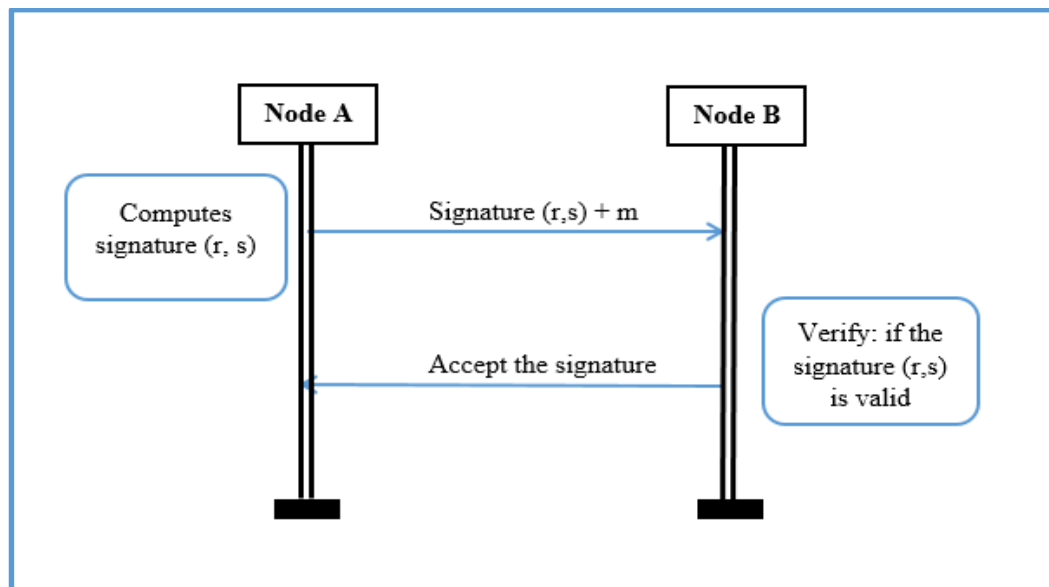 Node A
Node B
Computes
signature (r, s)
Signature (r,s) + m
Accept the signature
Verify: if the
signature (r,s)
is valid